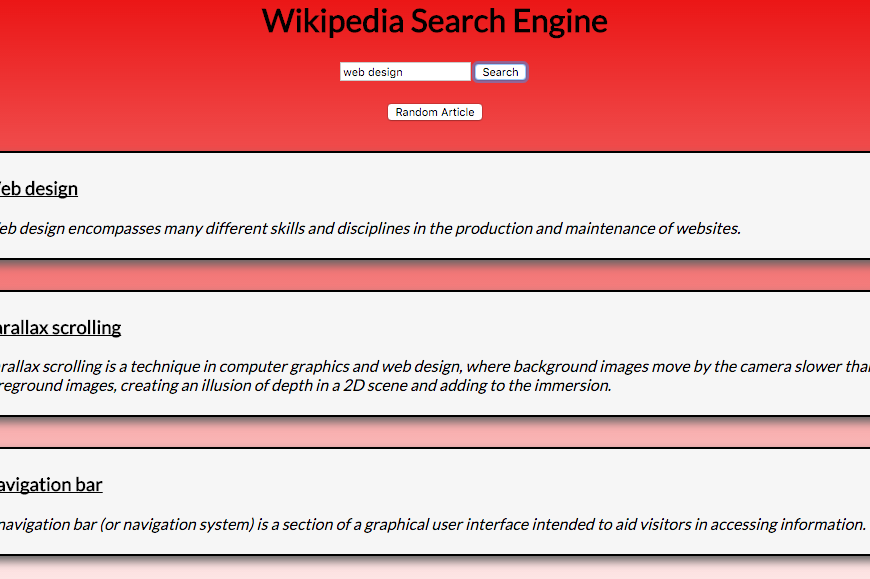 Wikipedia Search Engine
web design
Search
Random Article
eb design
eb design encompasses many different skills and disciplines in the production and maintenance of websites.
rallax scrolling
rallax scrolling is a technique in computer graphics and web design, where background images move by the camera slower than
reground images, creating an illusion of depth in a 2D scene and adding to the immersion.
avigation bar
navigation bar (or navigation system) is a section of a graphical user interface intended to aid visitors in accessing information.